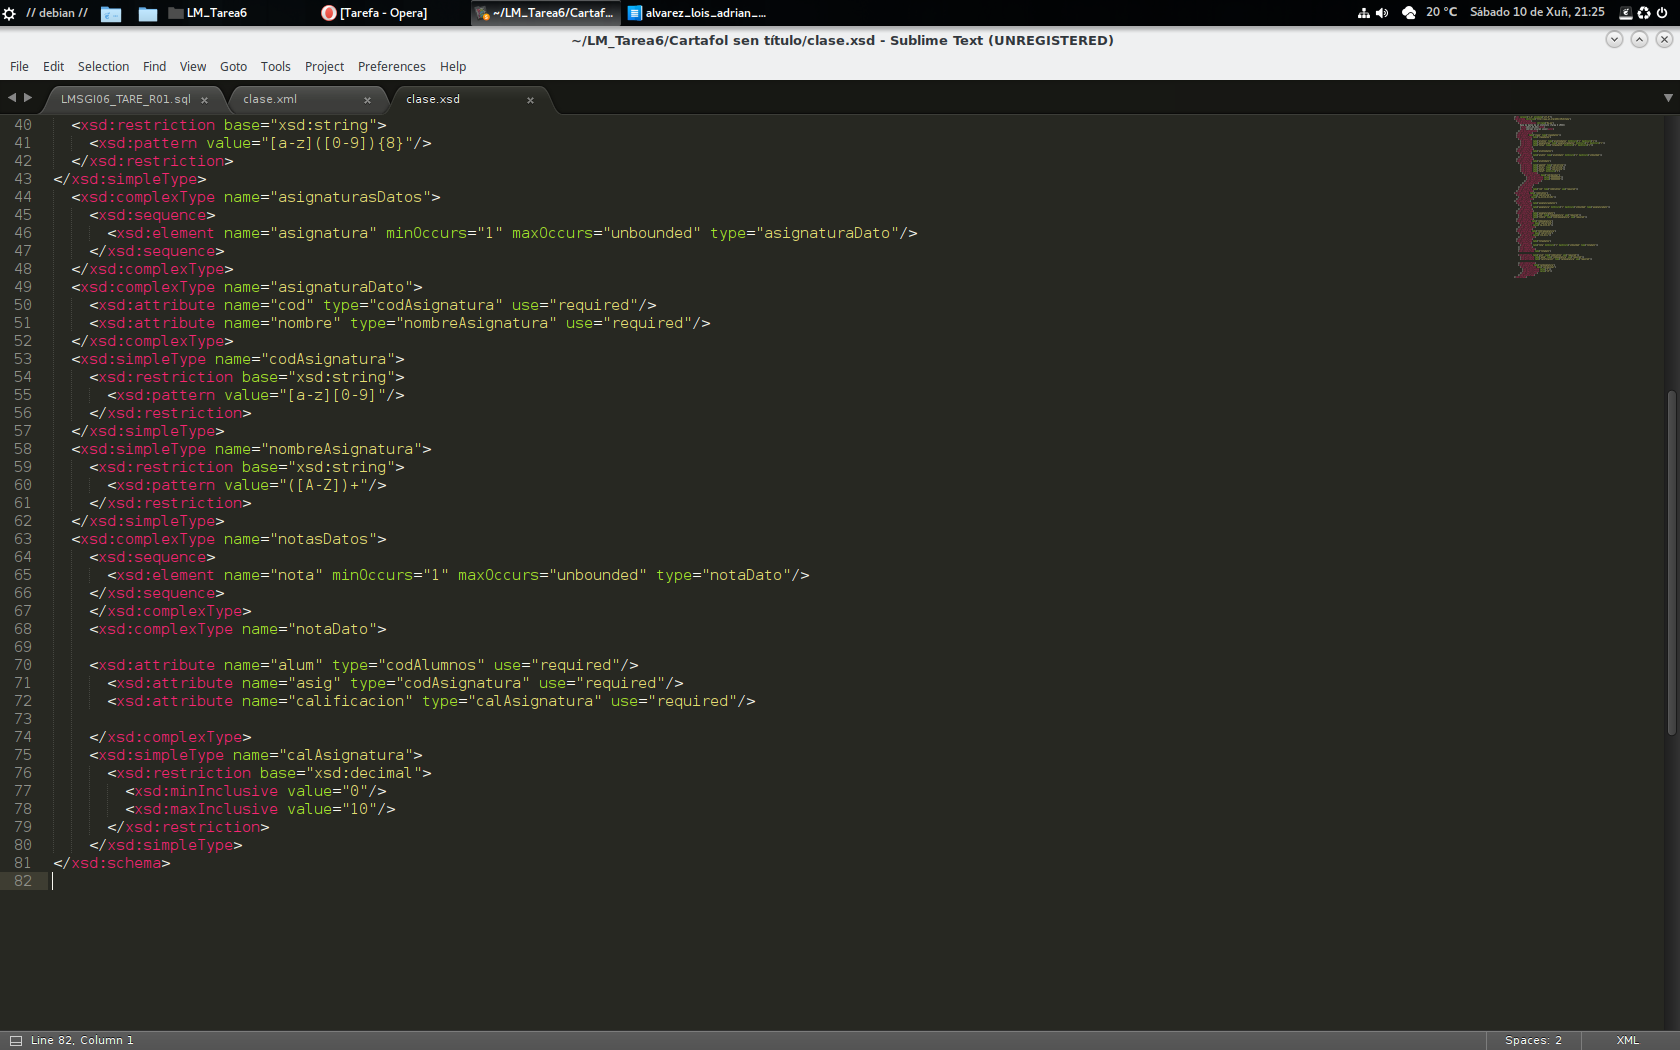 // debian //
LM_Tarea6
[Tarefa - Opera]
~/LM_Tarea6/Cartaf...
alvarez_lois_adrian_...
20 °C
Sábado 10 de Xuñ, 21:25
~/LM_Tarea6/Cartafol sen título/clase.xsd - Sublime Text (UNREGISTERED)
File Edit Selection Find View Goto Tools Project Preferences Help
LMSGI06_TARE_R01.sql × clase.xml × clase.xsd ×
40 <xsd:restriction base="xsd:string">
41 <xsd:pattern value="[a-z]([0-9]){8}"/>
42 </xsd:restriction>
43 </xsd:simpleType>
44 <xsd:complexType name="asignaturasDatos">
45 <xsd:sequence>
46 <xsd:element name="asignatura" minOccurs="1" maxOccurs="unbounded" type="asignaturaDato"/>
47 </xsd:sequence>
48 </xsd:complexType>
49 <xsd:complexType name="asignaturaDato">
50 <xsd:attribute name="cod" type="codAsignatura" use="required"/>
51 <xsd:attribute name="nombre" type="nombreAsignatura" use="required"/>
52 </xsd:complexType>
53 <xsd:simpleType name="codAsignatura">
54 <xsd:restriction base="xsd:string">
55 <xsd:pattern value="[a-z][0-9]"/>
56 </xsd:restriction>
57 </xsd:simpleType>
58 <xsd:simpleType name="nombreAsignatura">
59 <xsd:restriction base="xsd:string">
60 <xsd:pattern value="([A-Z])+"/>
61 </xsd:restriction>
62 </xsd:simpleType>
63 <xsd:complexType name="notasDatos">
64 <xsd:sequence>
65 <xsd:element name="nota" minOccurs="1" maxOccurs="unbounded" type="notaDato"/>
66 </xsd:sequence>
67 </xsd:complexType>
68 <xsd:complexType name="notaDato">
69
70 <xsd:attribute name="alum" type="codAlumnos" use="required"/>
71 <xsd:attribute name="asig" type="codAsignatura" use="required"/>
72 <xsd:attribute name="calificacion" type="calAsignatura" use="required"/>
73
74 </xsd:complexType>
75 <xsd:simpleType name="calAsignatura">
76 <xsd:restriction base="xsd:decimal">
77 <xsd:minInclusive value="0"/>
78 <xsd:maxInclusive value="10"/>
79 </xsd:restriction>
80 </xsd:simpleType>
81 </xsd:schema>
82
Line 82, Column 1
Spaces: 2
XML